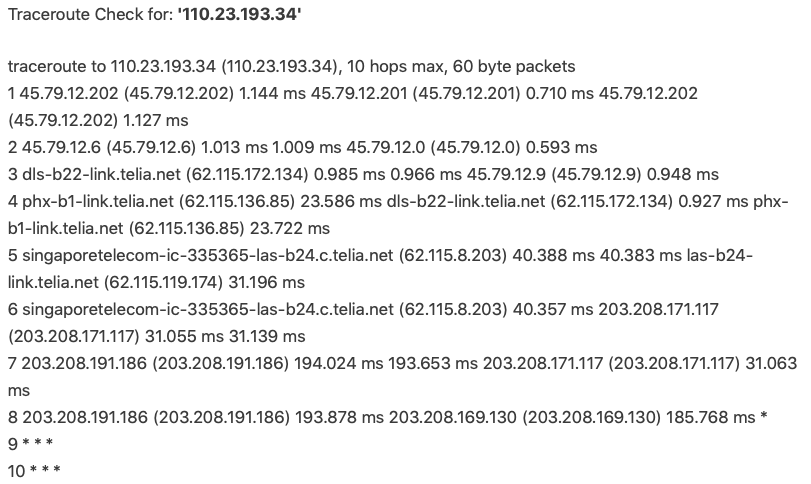 Traceroute Check for: '110.23.193.34'
traceroute to 110.23.193.34 (110.23.193.34), 10 hops max, 60 byte packets
1 45.79.12.202 (45.79.12.202) 1.144 ms 45.79.12.201 (45.79.12.201) 0.710 ms 45.79.12.202
(45.79.12.202) 1.127 ms
2 45.79.12.6 (45.79.12.6) 1.013 ms 1.009 ms 45.79.12.0 (45.79.12.0) 0.593 ms
3 dls-b22-link.telia.net (62.115.172.134) 0.985 ms 0.966 ms 45.79.12.9 (45.79.12.9) 0.948 ms
4 phx-b1-link.telia.net (62.115.136.85) 23.586 ms dls-b22-link.telia.net (62.115.172.134) 0.927 ms phx-
b1-link.telia.net (62.115.136.85) 23.722 ms
5 singaporetelecom-ic-335365-las-b24.c.telia.net (62.115.8.203) 40.388 ms 40.383 ms las-b24-
link.telia.net (62.115.119.174) 31.196 ms
6 singaporetelecom-ic-335365-las-b24.c.telia.net (62.115.8.203) 40.357 ms 203.208.171.117
(203.208.171.117) 31.055 ms 31.139 ms
7 203.208.191.186 (203.208.191.186) 194.024 ms 193.653 ms 203.208.171.117 (203.208.171.117) 31.063
ms
8 203.208.191.186 (203.208.191.186) 193.878 ms 203.208.169.130 (203.208.169.130) 185.768 ms *
9 * * *
10 * * *